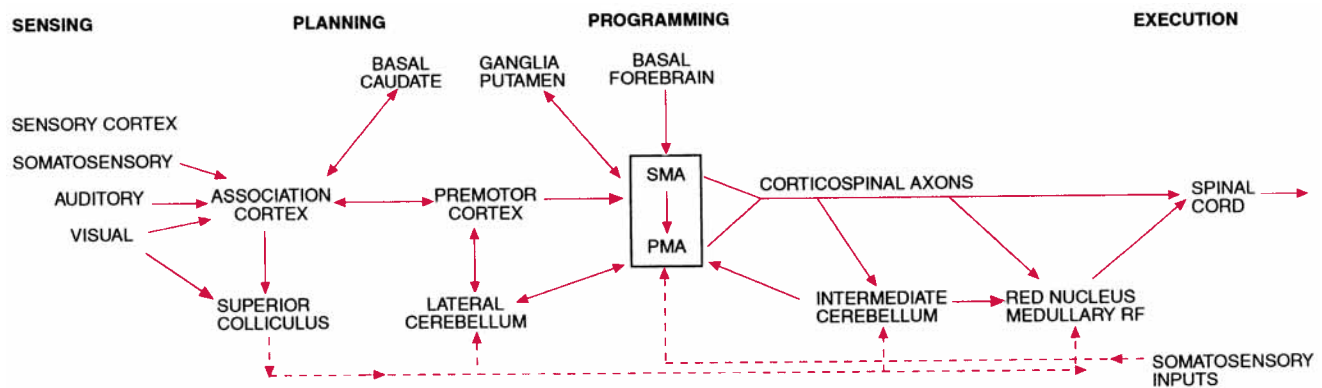 SENSING
PLANNING
PROGRAMMING
EXECUTION
BASAL
CAUDATE
GANGLIA
PUTAMEN
BASAL
FOREBRAIN
SENSORY CORTEX
SOMATOSENSORY
AUDITORY
VISUAL
ASSOCIATION
CORTEX
PREMOTOR
CORTEX
SMA
PMA
CORTICOSPINAL AXONS
SPINAL
CORD
SUPERIOR
COLLICULUS
LATERAL
CEREBELLUM
INTERMEDIATE
CEREBELLUM
RED NUCLEUS
MEDULLARY RF
SOMATOSENSORY
INPUTS